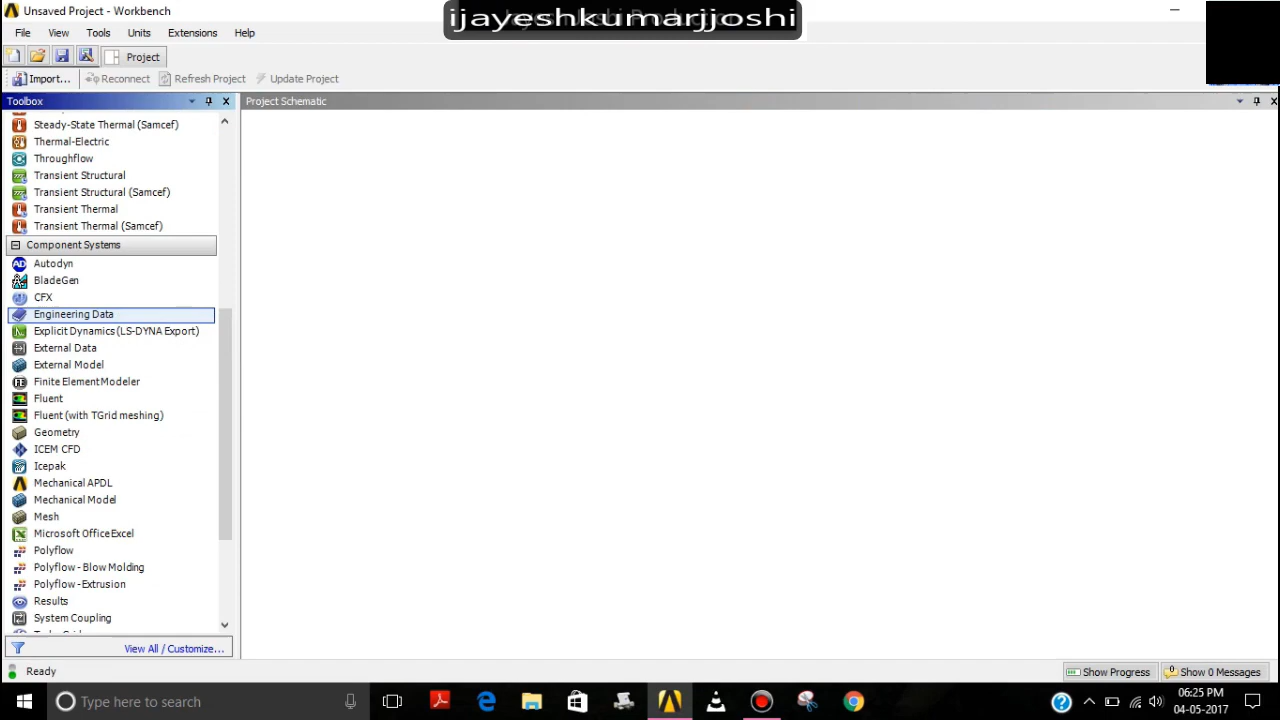 Unsaved Project - Workbench
ijayeshkumarjjoshi
File View Tools Units Extensions Help
Project
Import... Reconnect Refresh Project Update Project
Toolbox
Project Schematic
Steady-State Thermal (Samcef)
Thermal-Electric
Throughflow
Transient Structural
Transient Structural (Samcef)
Transient Thermal
Transient Thermal (Samcef)
Component Systems
Autodyn
BladeGen
CFX
Engineering Data
Explicit Dynamics (LS-DYNA Export)
External Data
External Model
Finite Element Modeler
Fluent
Fluent (with TGrid meshing)
Geometry
ICEM CFD
Icepak
Mechanical APDL
Mechanical Model
Mesh
Microsoft Office Excel
Polyflow
Polyflow - Blow Molding
Polyflow - Extrusion
Results
System Coupling
View All / Customize...
Ready
Show Progress
Show 0 Messages
Type here to search
06:25 PM
04-05-2017